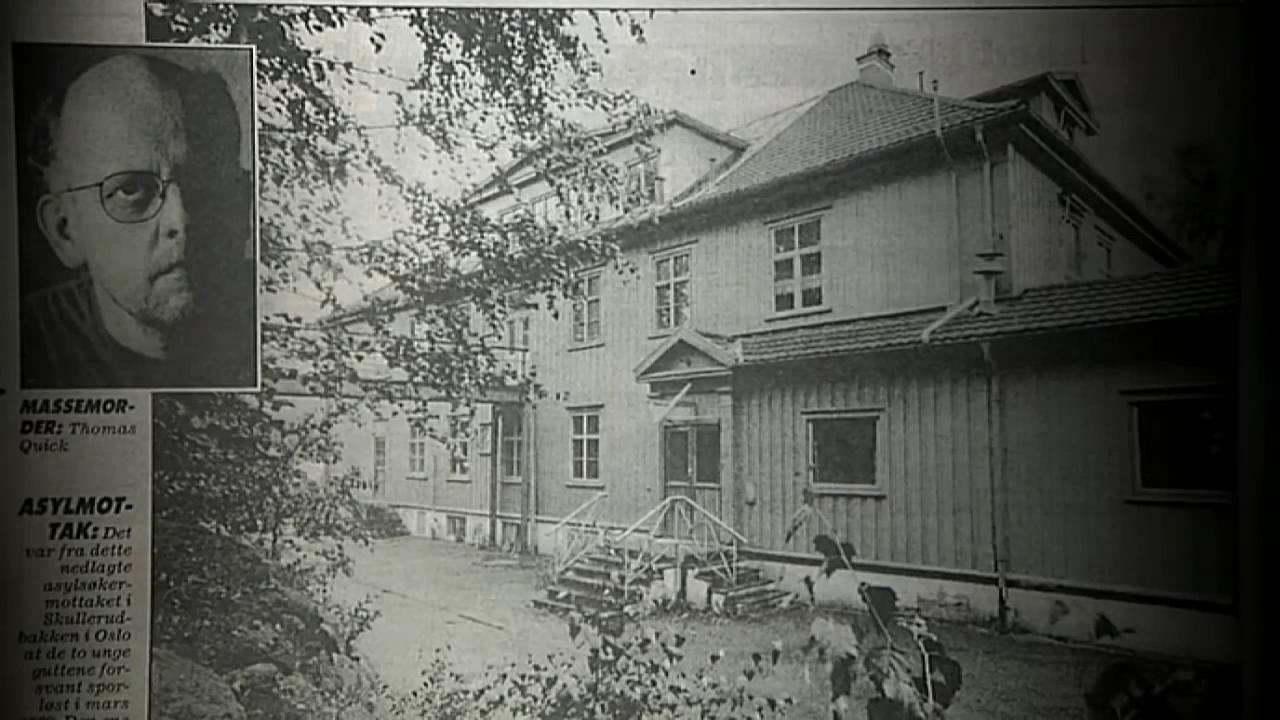 MASSEMOR-
DER: Thomas
Quick
ASYLMOT-
TAK: Det
var fra dette
nedlagte
asylsøker-
mottaket i
Skullerud-
bakken i Oslo
at de to unge
guttene for-
svant spor-
løst i mars